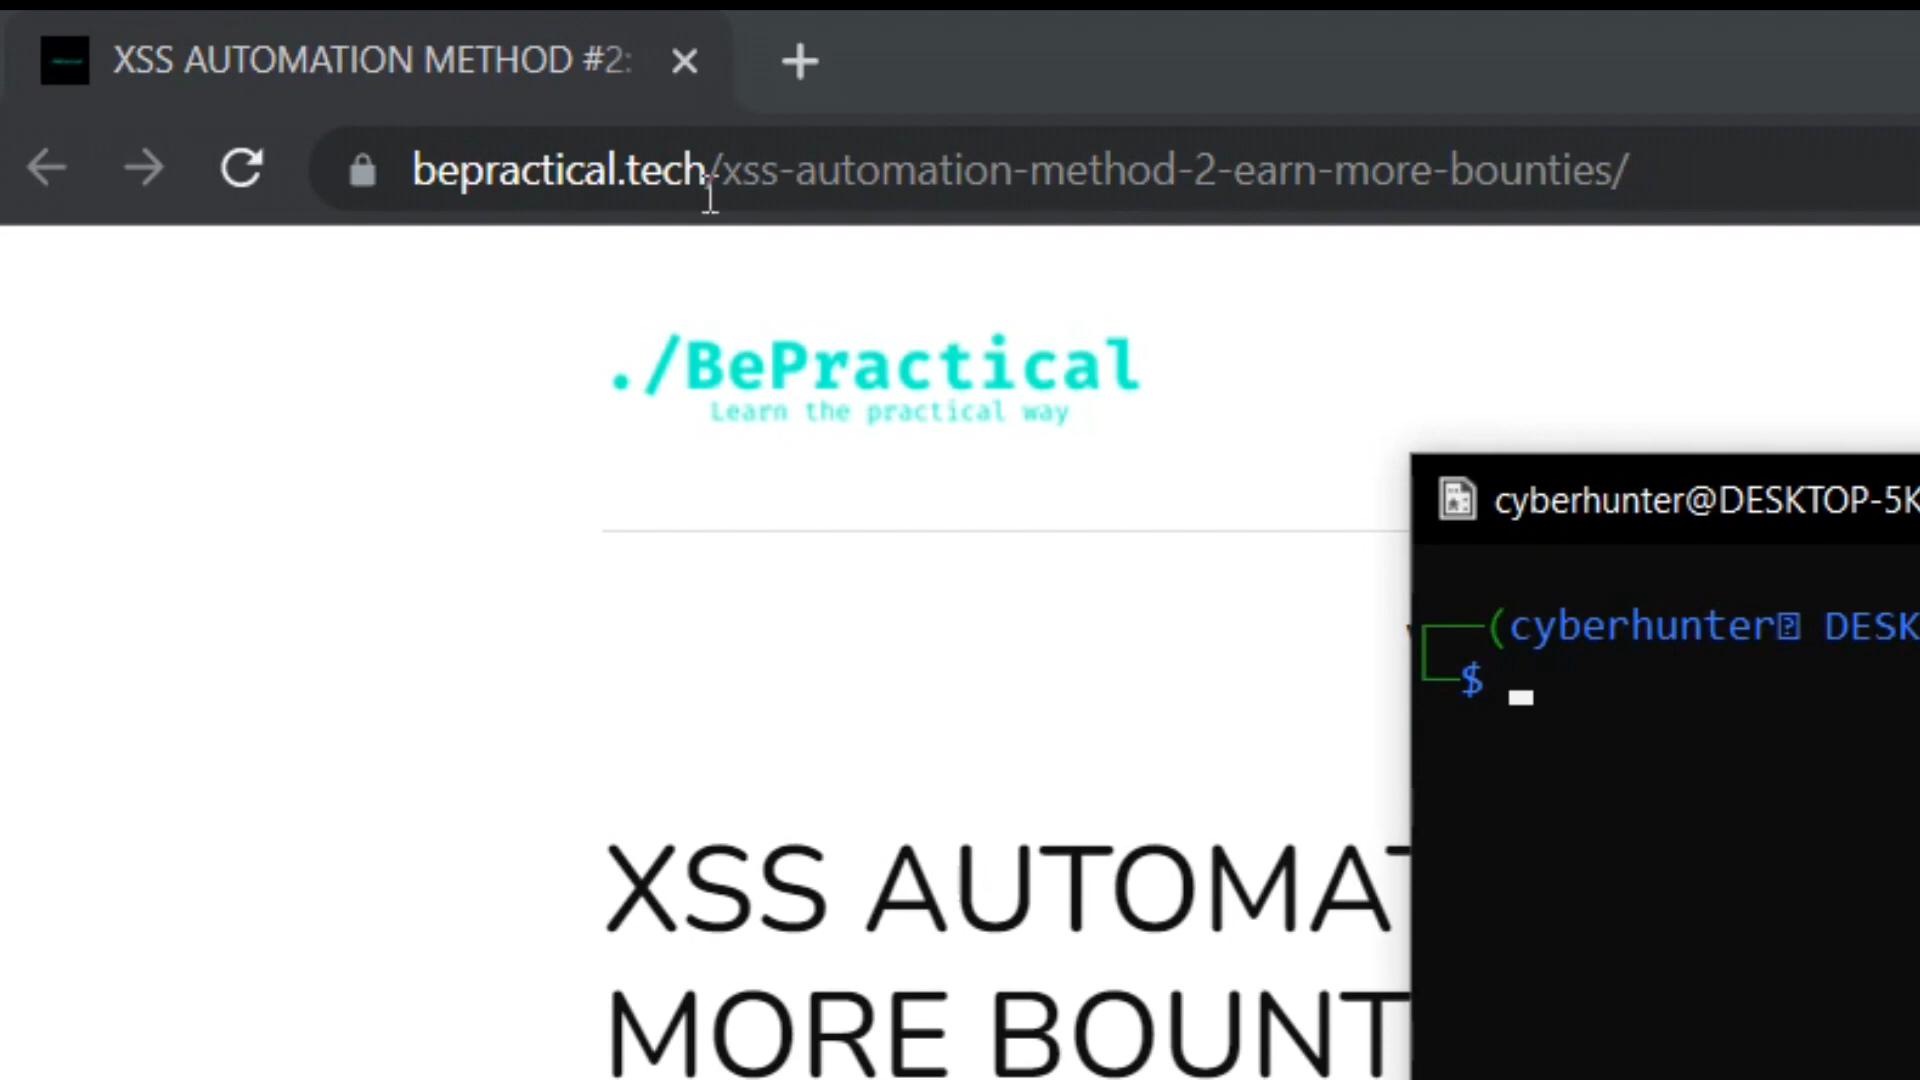 XSS AUTOMATION METHOD #2:
bepractical.tech/xss-automation-method-2-earn-more-bounties/
./BePractical
Learn the practical way
cyberhunter@DESKTOP-5K
(cyberhunter⍰ DESK
$
XSS AUTOMAT
MORE BOUNT